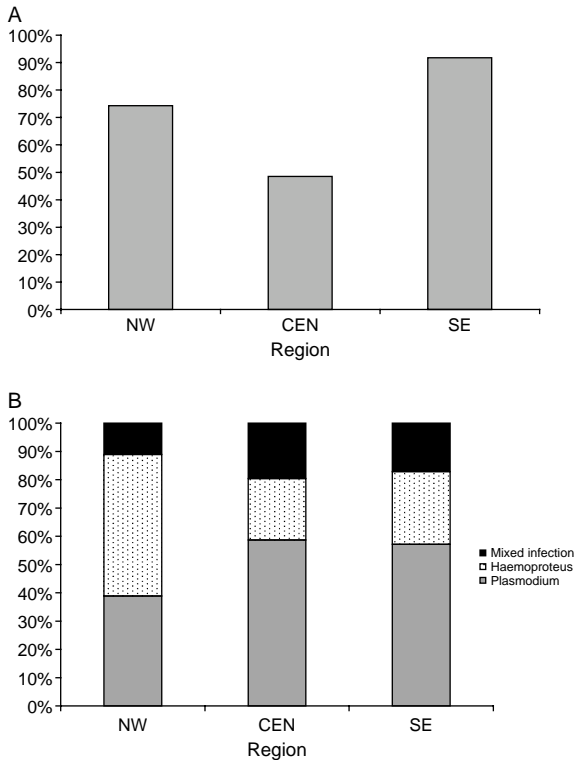 A
100%
90%
80%
70%
60%
50%
40%
30%
20%
10%
0%
NW CEN SE
Region
B
100%
90%
80%
70%
60%
50%
40%
30%
20%
10%
0%
Mixed infection
Haemoproteus
Plasmodium
NW CEN SE
Region